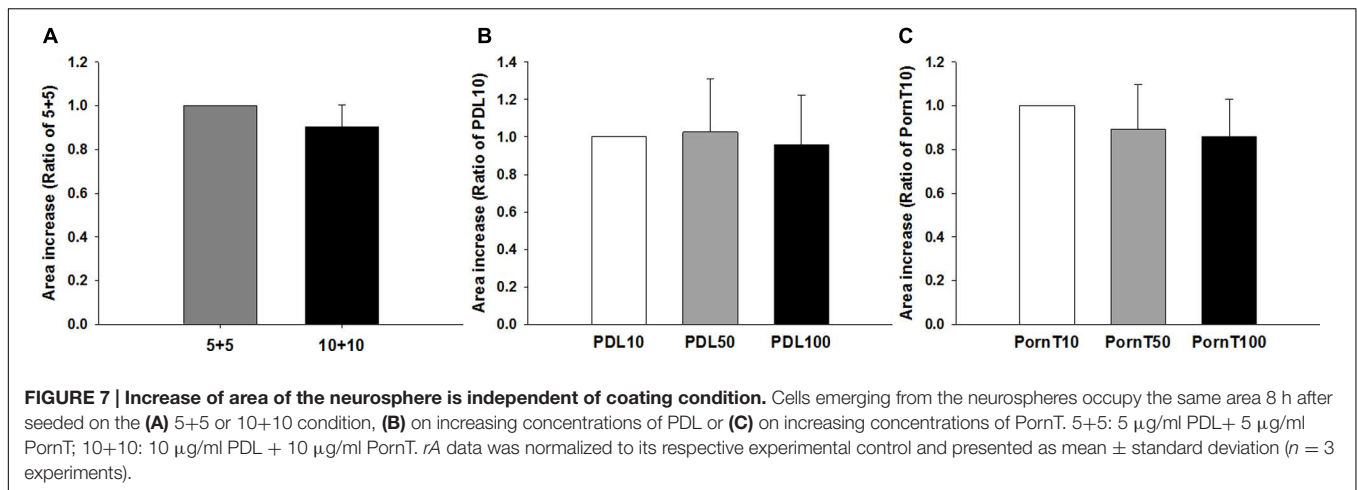 A
Area increase (Ratio of 5+5)
1.2
1.0
0.8
0.6
0.4
0.2
0.0
5+5 10+10
B
Area increase (Ratio of PDL10)
1.4
1.2
1.0
0.8
0.6
0.4
0.2
0.0
PDL10 PDL50 PDL100
C
Area increase (Ratio of PornT10)
1.2
1.0
0.8
0.6
0.4
0.2
0.0
PornT10 PornT50 PornT100
FIGURE 7 | Increase of area of the neurosphere is independent of coating condition. Cells emerging from the neurospheres occupy the same area 8 h after
seeded on the (A) 5+5 or 10+10 condition, (B) on increasing concentrations of PDL or (C) on increasing concentrations of PornT. 5+5: 5 μg/ml PDL+ 5 μg/ml
PornT; 10+10: 10 μg/ml PDL + 10 μg/ml PornT. rA data was normalized to its respective experimental control and presented as mean ± standard deviation (n = 3
experiments).